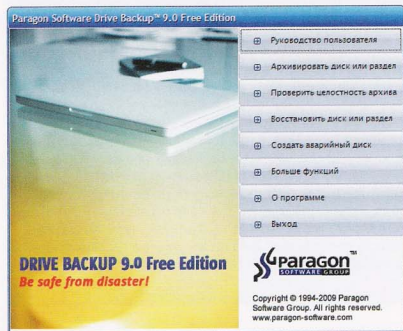 Paragon Software Drive Backup™ 9.0 Free Edition
Руководство пользователя
Архивировать диск или раздел
Проверить целостность архива
Восстановить диск или раздел
Создать аварийный диск
Больше функций
О программе
Выход
DRIVE BACKUP 9.0 Free Edition
Be safe from disaster!
Paragon™
SOFTWARE GROUP
Copyright © 1994-2009 Paragon
Software Group. All rights reserved.
www.paragon-software.com